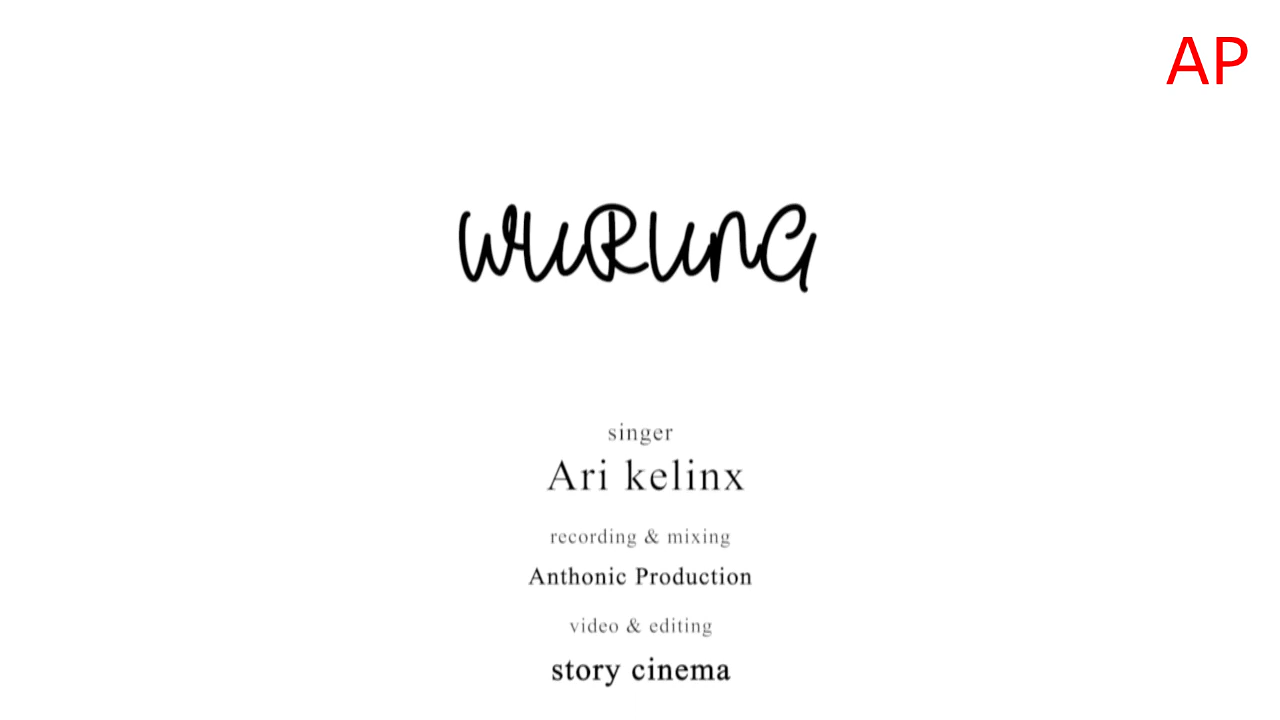 AP
WURUNG
singer
Ari kelinx
recording & mixing
Anthonic Production
video & editing
story cinema